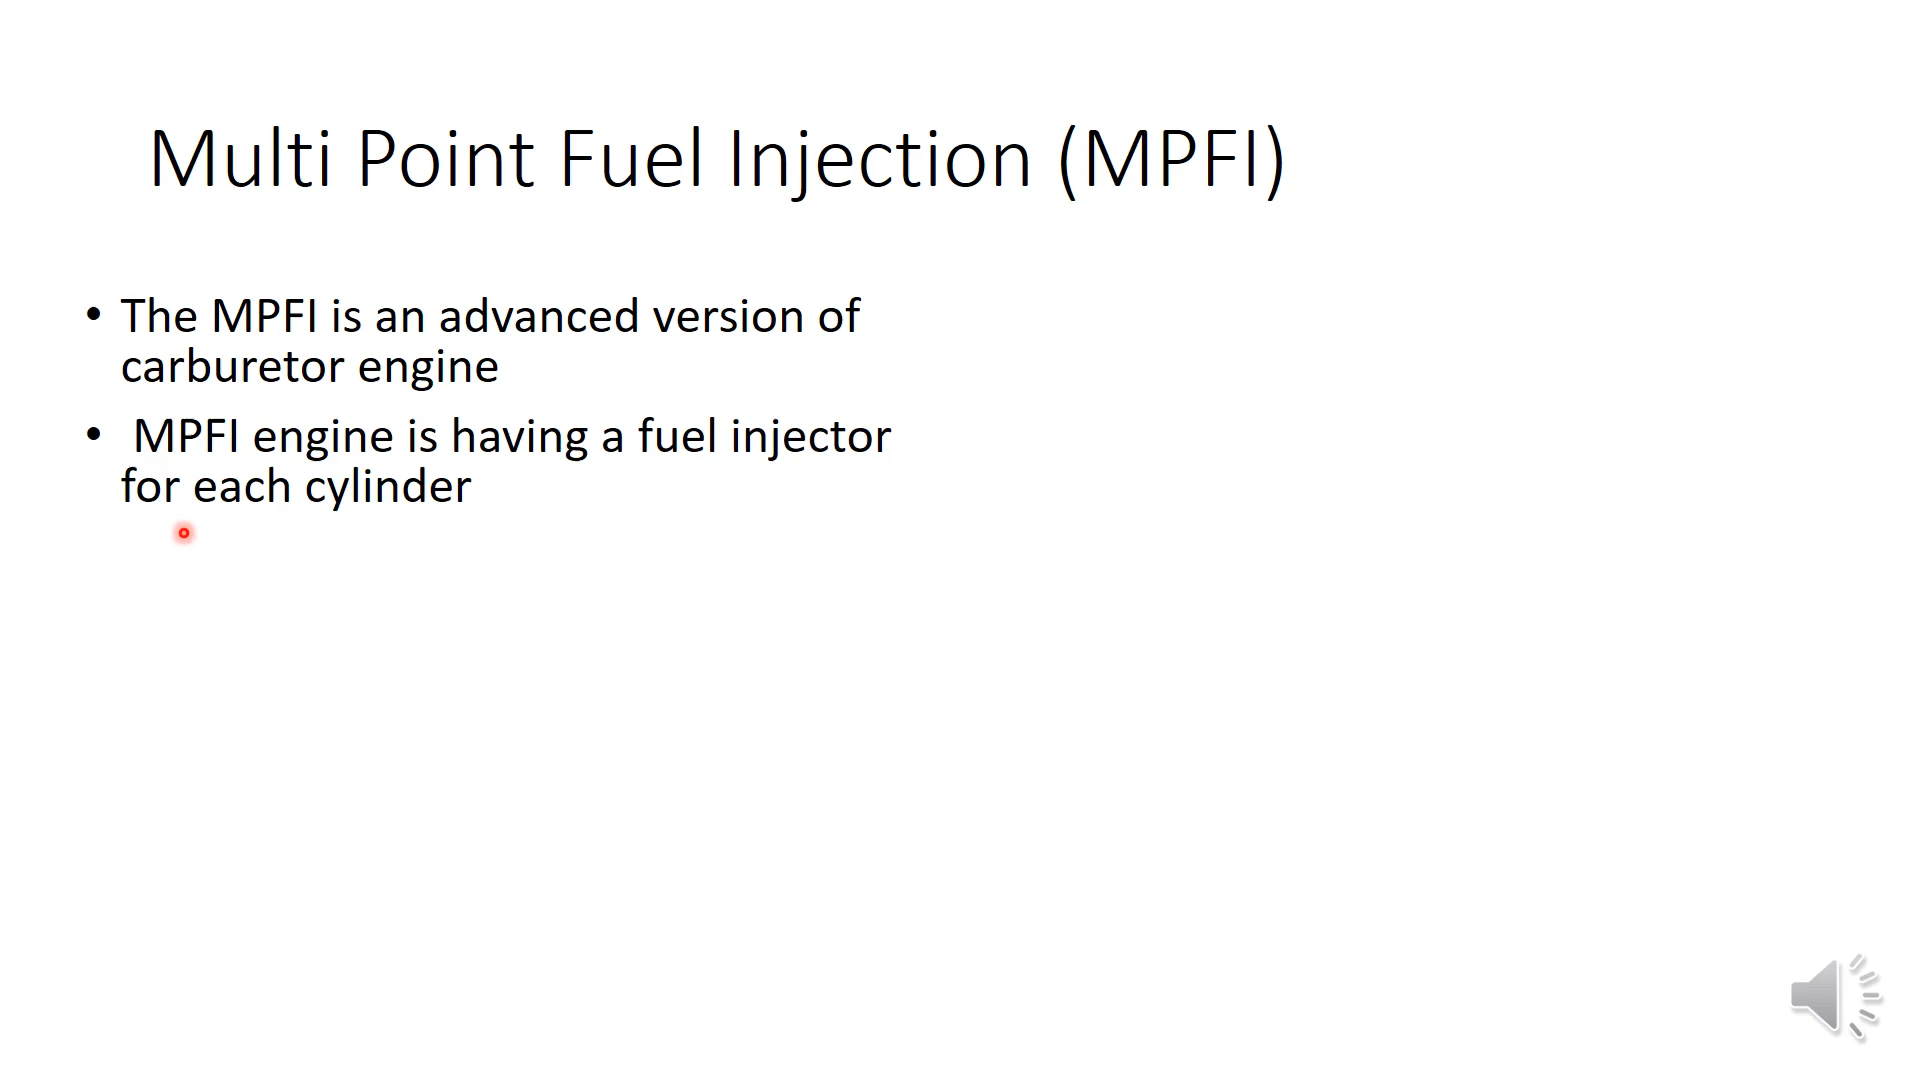 Multi Point Fuel Injection (MPFI)
• The MPFI is an advanced version of
carburetor engine
• MPFI engine is having a fuel injector
for each cylinder